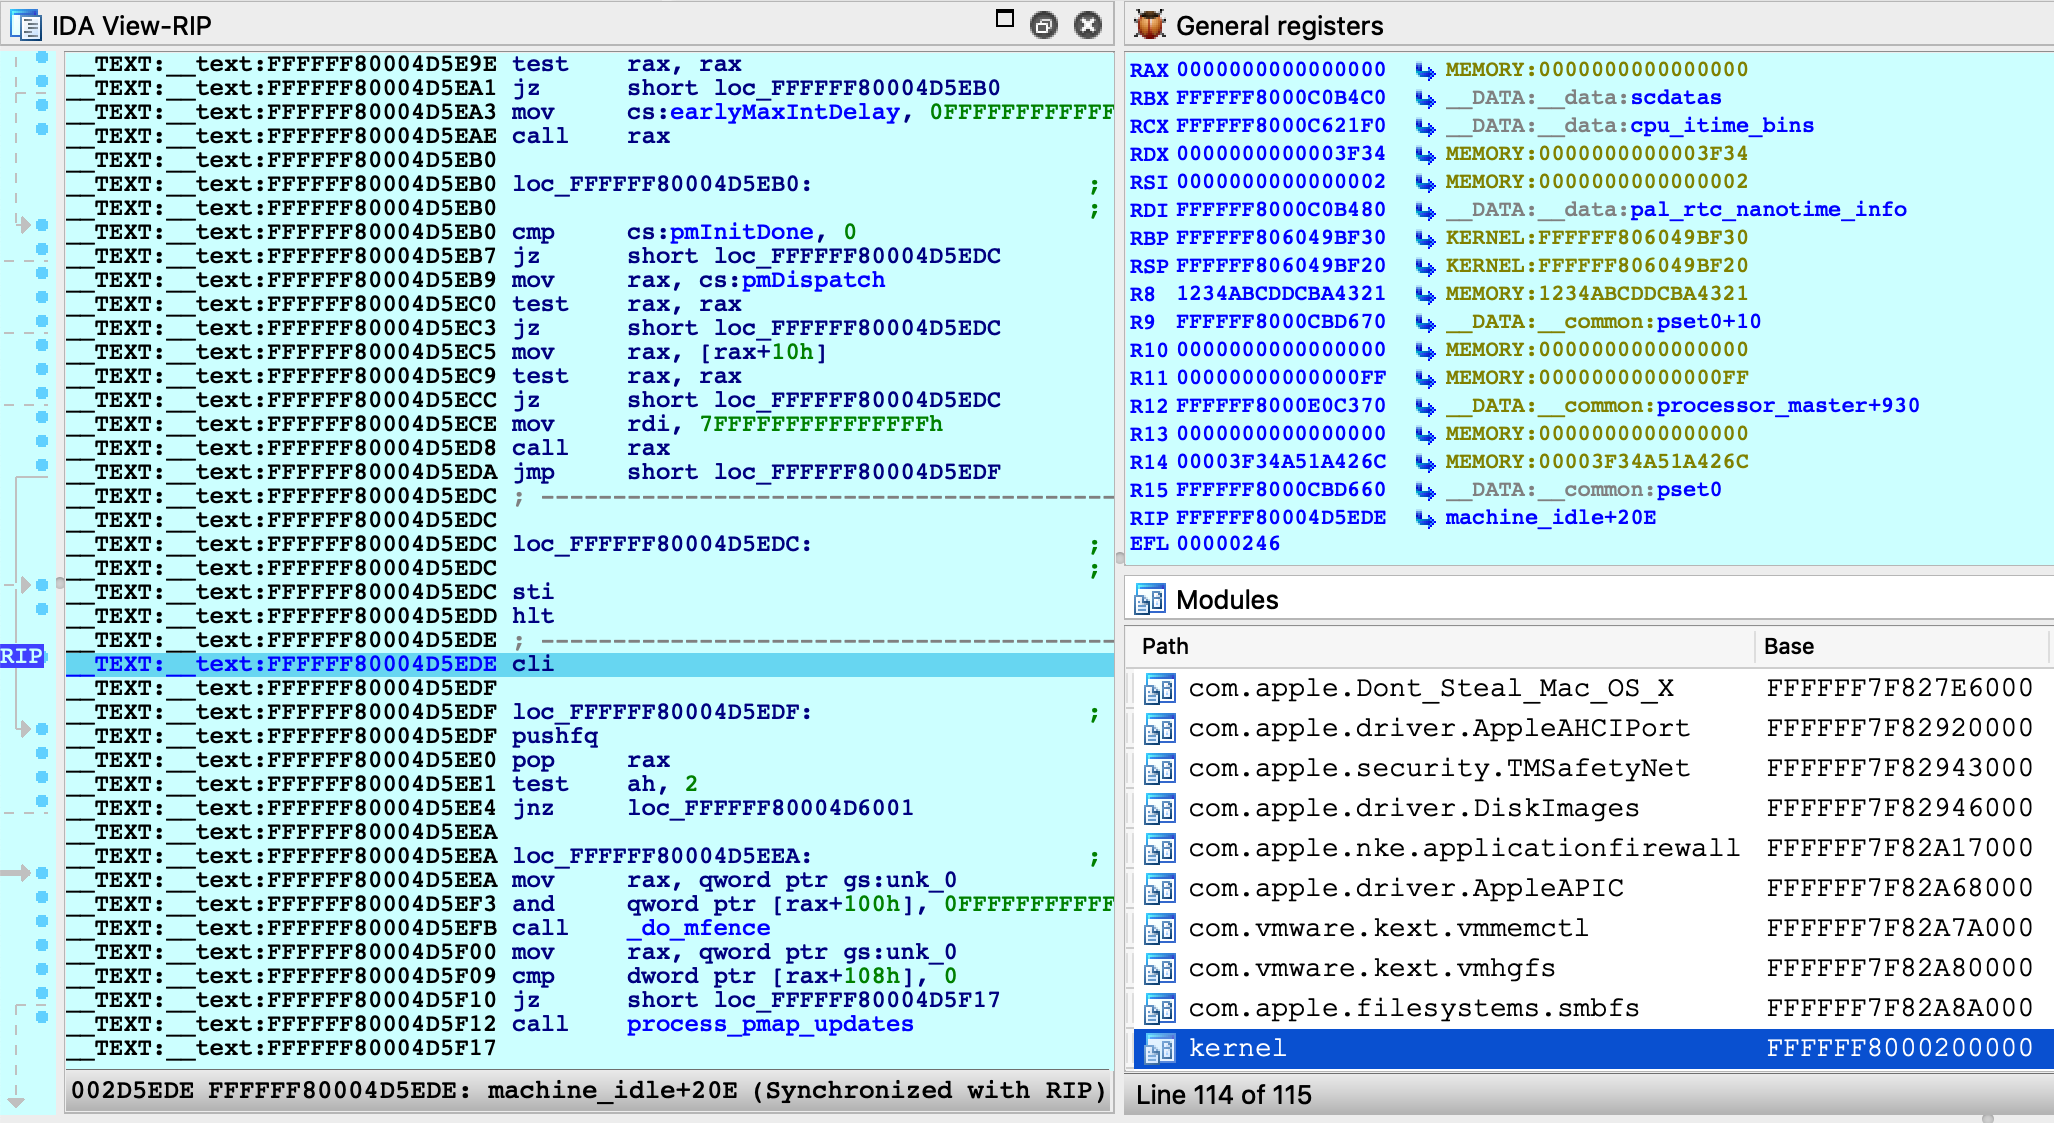 IDA View-RIP
__TEXT:__text:FFFFFF80004D5E9E test rax, rax
__TEXT:__text:FFFFFF80004D5EA1 jz short loc_FFFFFF80004D5EB0
__TEXT:__text:FFFFFF80004D5EA3 mov cs:earlyMaxIntDelay, 0FFFFFFFFFFFF
__TEXT:__text:FFFFFF80004D5EAE call rax
__TEXT:__text:FFFFFF80004D5EB0
__TEXT:__text:FFFFFF80004D5EB0 loc_FFFFFF80004D5EB0: ;
__TEXT:__text:FFFFFF80004D5EB0 ;
__TEXT:__text:FFFFFF80004D5EB0 cmp cs:pmInitDone, 0
__TEXT:__text:FFFFFF80004D5EB7 jz short loc_FFFFFF80004D5EDC
__TEXT:__text:FFFFFF80004D5EB9 mov rax, cs:pmDispatch
__TEXT:__text:FFFFFF80004D5EC0 test rax, rax
__TEXT:__text:FFFFFF80004D5EC3 jz short loc_FFFFFF80004D5EDC
__TEXT:__text:FFFFFF80004D5EC5 mov rax, [rax+10h]
__TEXT:__text:FFFFFF80004D5EC9 test rax, rax
__TEXT:__text:FFFFFF80004D5ECC jz short loc_FFFFFF80004D5EDC
__TEXT:__text:FFFFFF80004D5ECE mov rdi, 7FFFFFFFFFFFFFFFh
__TEXT:__text:FFFFFF80004D5ED8 call rax
__TEXT:__text:FFFFFF80004D5EDA jmp short loc_FFFFFF80004D5EDF
__TEXT:__text:FFFFFF80004D5EDC ; ----------------------------------------
__TEXT:__text:FFFFFF80004D5EDC
__TEXT:__text:FFFFFF80004D5EDC loc_FFFFFF80004D5EDC: ;
__TEXT:__text:FFFFFF80004D5EDC ;
__TEXT:__text:FFFFFF80004D5EDC sti
__TEXT:__text:FFFFFF80004D5EDD hlt
__TEXT:__text:FFFFFF80004D5EDE ; ----------------------------------------
RIP __TEXT:__text:FFFFFF80004D5EDE cli
__TEXT:__text:FFFFFF80004D5EDF
__TEXT:__text:FFFFFF80004D5EDF loc_FFFFFF80004D5EDF: ;
__TEXT:__text:FFFFFF80004D5EDF pushfq
__TEXT:__text:FFFFFF80004D5EE0 pop rax
__TEXT:__text:FFFFFF80004D5EE1 test ah, 2
__TEXT:__text:FFFFFF80004D5EE4 jnz loc_FFFFFF80004D6001
__TEXT:__text:FFFFFF80004D5EEA
__TEXT:__text:FFFFFF80004D5EEA loc_FFFFFF80004D5EEA: ;
__TEXT:__text:FFFFFF80004D5EEA mov rax, qword ptr gs:unk_0
__TEXT:__text:FFFFFF80004D5EF3 and qword ptr [rax+100h], 0FFFFFFFFFFF
__TEXT:__text:FFFFFF80004D5EFB call _do_mfence
__TEXT:__text:FFFFFF80004D5F00 mov rax, qword ptr gs:unk_0
__TEXT:__text:FFFFFF80004D5F09 cmp dword ptr [rax+108h], 0
__TEXT:__text:FFFFFF80004D5F10 jz short loc_FFFFFF80004D5F17
__TEXT:__text:FFFFFF80004D5F12 call process_pmap_updates
__TEXT:__text:FFFFFF80004D5F17
002D5EDE FFFFFF80004D5EDE: machine_idle+20E (Synchronized with RIP)
General registers
RAX 0000000000000000 MEMORY:0000000000000000
RBX FFFFFF8000C0B4C0 __DATA:__data:scdatas
RCX FFFFFF8000C621F0 __DATA:__data:cpu_itime_bins
RDX 0000000000003F34 MEMORY:0000000000003F34
RSI 0000000000000002 MEMORY:0000000000000002
RDI FFFFFF8000C0B480 __DATA:__data:pal_rtc_nanotime_info
RBP FFFFFF806049BF30 KERNEL:FFFFFF806049BF30
RSP FFFFFF806049BF20 KERNEL:FFFFFF806049BF20
R8 1234ABCDDCBA4321 MEMORY:1234ABCDDCBA4321
R9 FFFFFF8000CBD670 __DATA:__common:pset0+10
R10 0000000000000000 MEMORY:0000000000000000
R11 00000000000000FF MEMORY:00000000000000FF
R12 FFFFFF8000E0C370 __DATA:__common:processor_master+930
R13 0000000000000000 MEMORY:0000000000000000
R14 00003F34A51A426C MEMORY:00003F34A51A426C
R15 FFFFFF8000CBD660 __DATA:__common:pset0
RIP FFFFFF80004D5EDE machine_idle+20E
EFL 00000246
Modules
Path Base
com.apple.Dont_Steal_Mac_OS_X FFFFFF7F827E6000
com.apple.driver.AppleAHCIPort FFFFFF7F82920000
com.apple.security.TMSafetyNet FFFFFF7F82943000
com.apple.driver.DiskImages FFFFFF7F82946000
com.apple.nke.applicationfirewall FFFFFF7F82A17000
com.apple.driver.AppleAPIC FFFFFF7F82A68000
com.vmware.kext.vmmemctl FFFFFF7F82A7A000
com.vmware.kext.vmhgfs FFFFFF7F82A80000
com.apple.filesystems.smbfs FFFFFF7F82A8A000
kernel FFFFFF8000200000
Line 114 of 115